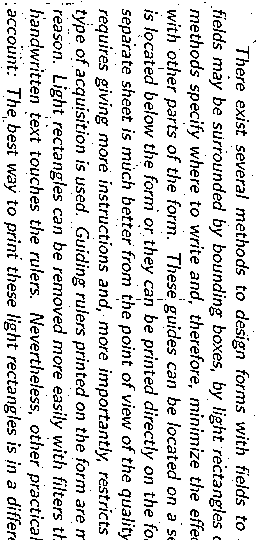 There exist several methods to design forms with fields to
fields may be surrounded by bounding boxes, by light rectangles
methods specify where to write and, therefore, minimize the effe
with other parts of the form. These guides can be located on a s
is located below the form or they can be printed directly on the fo
separate sheet is much better from the point of view of the quality
requires giving more instructions and, more importantly, restricts
type of acquisition is used. Guiding rulers printed on the form are m
reason. Light rectangles can be removed more easily with filters th
handwritten text touches the rulers. Nevertheless, other practical
account: The best way to print these light rectangles is in a differe